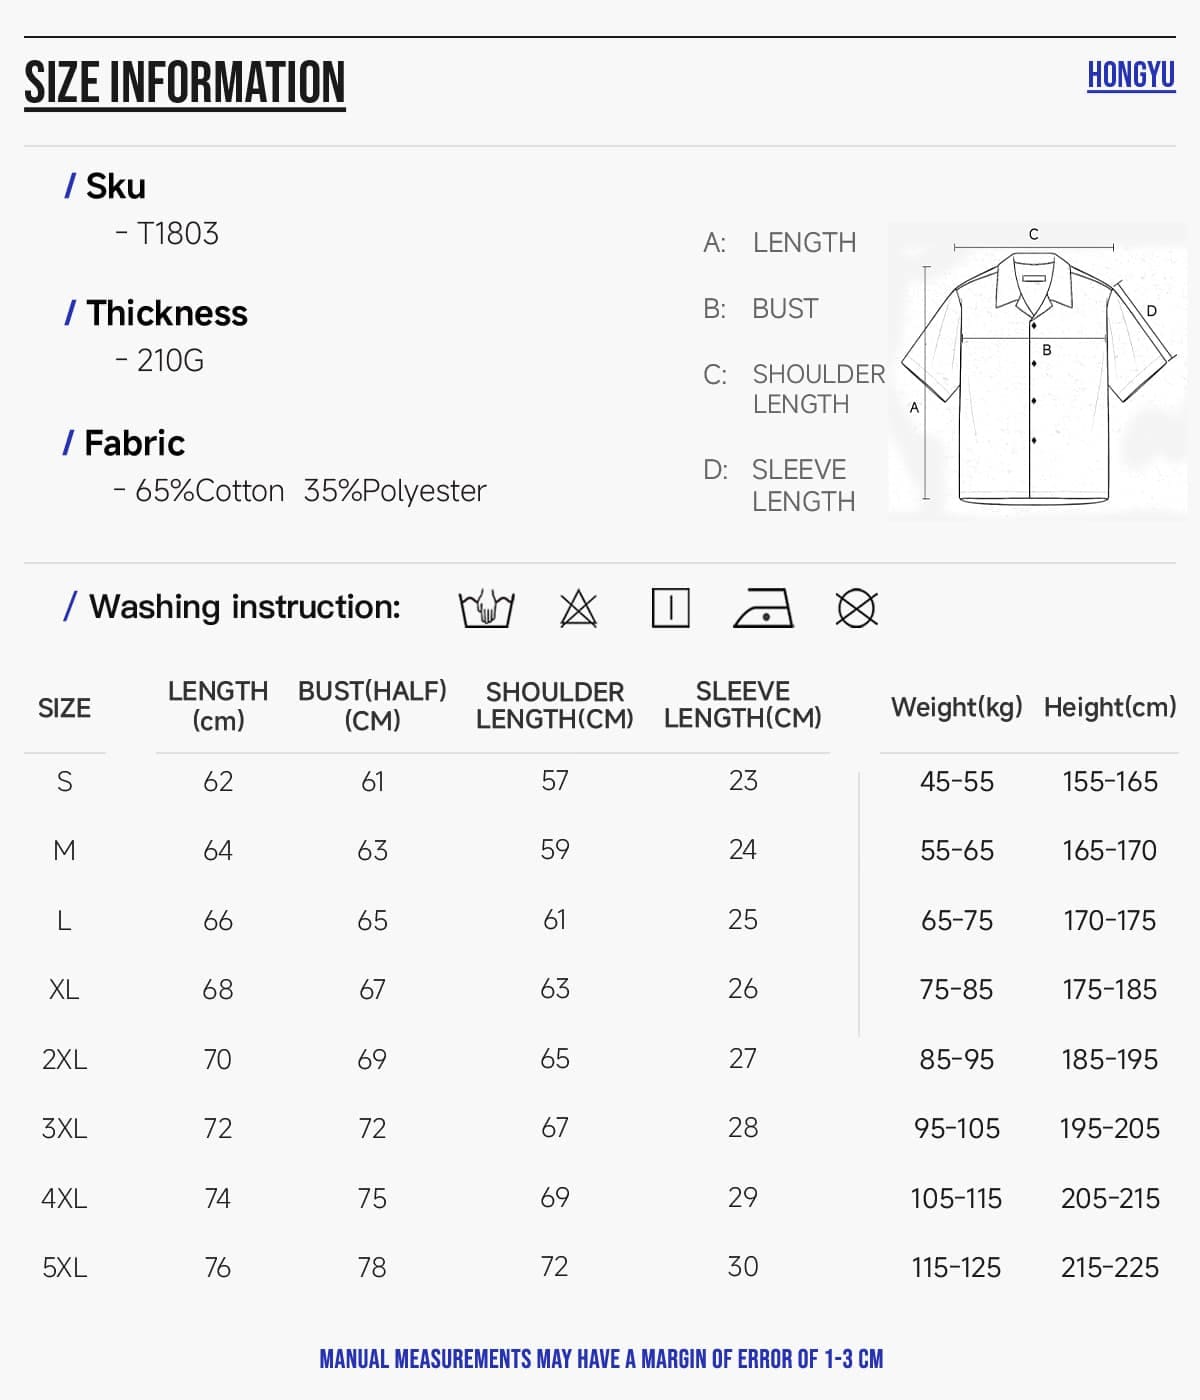 SIZE INFORMATION
HONGYU
/ Sku
- T1803
/ Thickness
- 210G
/ Fabric
- 65%Cotton 35%Polyester
A: LENGTH
B: BUST
C: SHOULDER
LENGTH
D: SLEEVE
LENGTH
C
D
B
A
/ Washing instruction:
SIZE LENGTH (cm) BUST(HALF) (CM) SHOULDER LENGTH(CM) SLEEVE LENGTH(CM) Weight(kg) Height(cm)
S 62 61 57 23 45-55 155-165
M 64 63 59 24 55-65 165-170
L 66 65 61 25 65-75 170-175
XL 68 67 63 26 75-85 175-185
2XL 70 69 65 27 85-95 185-195
3XL 72 72 67 28 95-105 195-205
4XL 74 75 69 29 105-115 205-215
5XL 76 78 72 30 115-125 215-225
MANUAL MEASUREMENTS MAY HAVE A MARGIN OF ERROR OF 1-3 CM